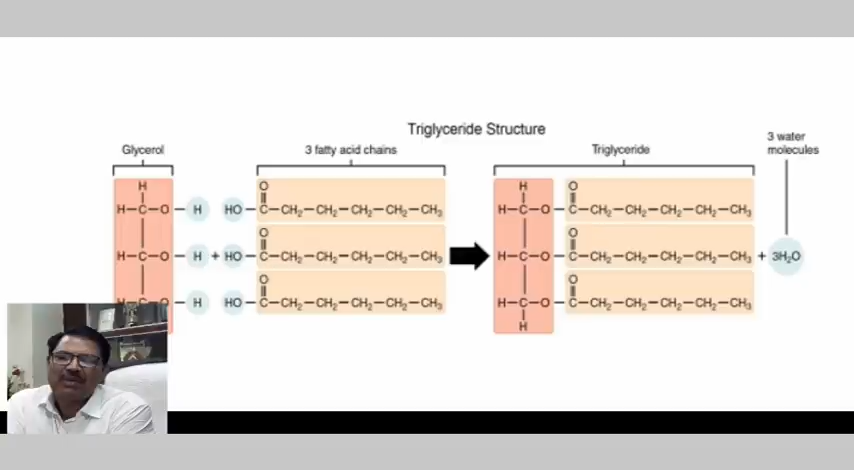 Triglyceride Structure
Glycerol
3 fatty acid chains
Triglyceride
3 water
molecules
H
H
O
O
H
O
O
H–C–O–H HO–C–CH₂–CH₂–CH₂–CH₂–CH₃
H–C–O–C–CH₂–CH₂–CH₂–CH₂–CH₃
O
O
H–C–O–H + HO–C–CH₂–CH₂–CH₂–CH₂–CH₃
H–C–O–C–CH₂–CH₂–CH₂–CH₂–CH₃ + 3H₂O
O
O
H–C–O–H HO–C–CH₂–CH₂–CH₂–CH₂–CH₃
H–C–O–C–CH₂–CH₂–CH₂–CH₂–CH₃
H